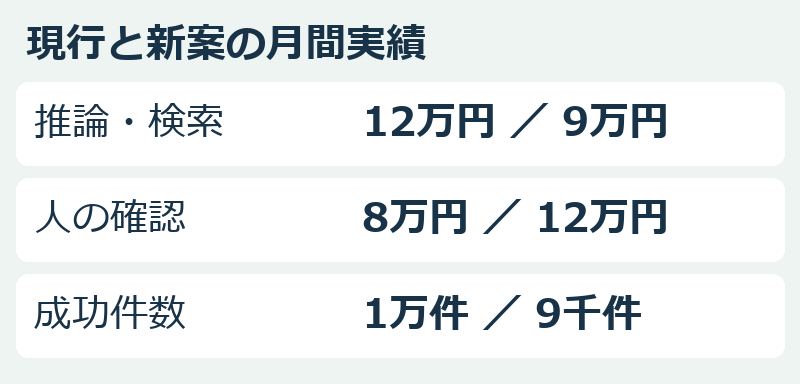 現行と新案の月間実績
推論・検索 12万円 ／ 9万円
人の確認 8万円 ／ 12万円
成功件数 1万件 ／ 9千件